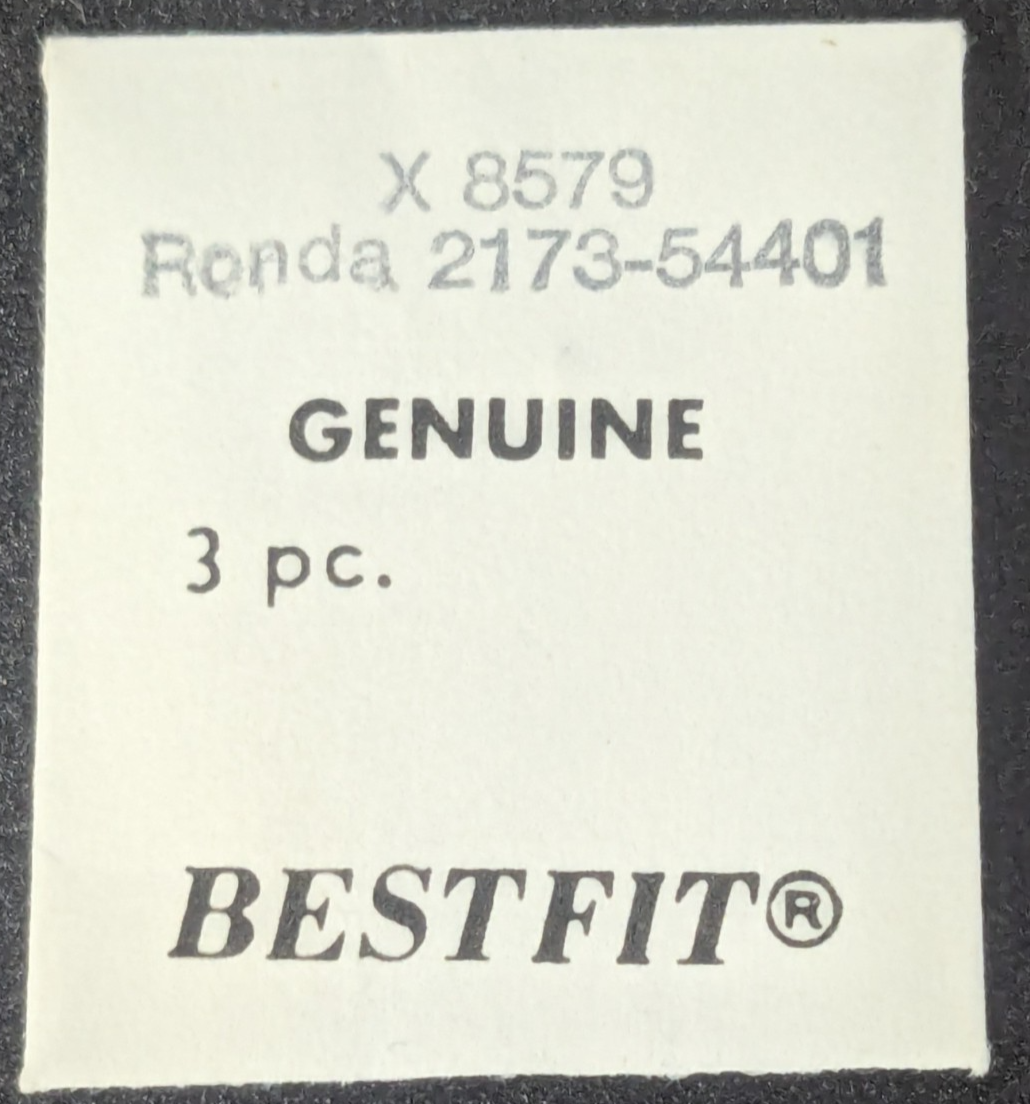 X 8579
Ronda 2173-54401
GENUINE
3 pc.
BESTFIT®